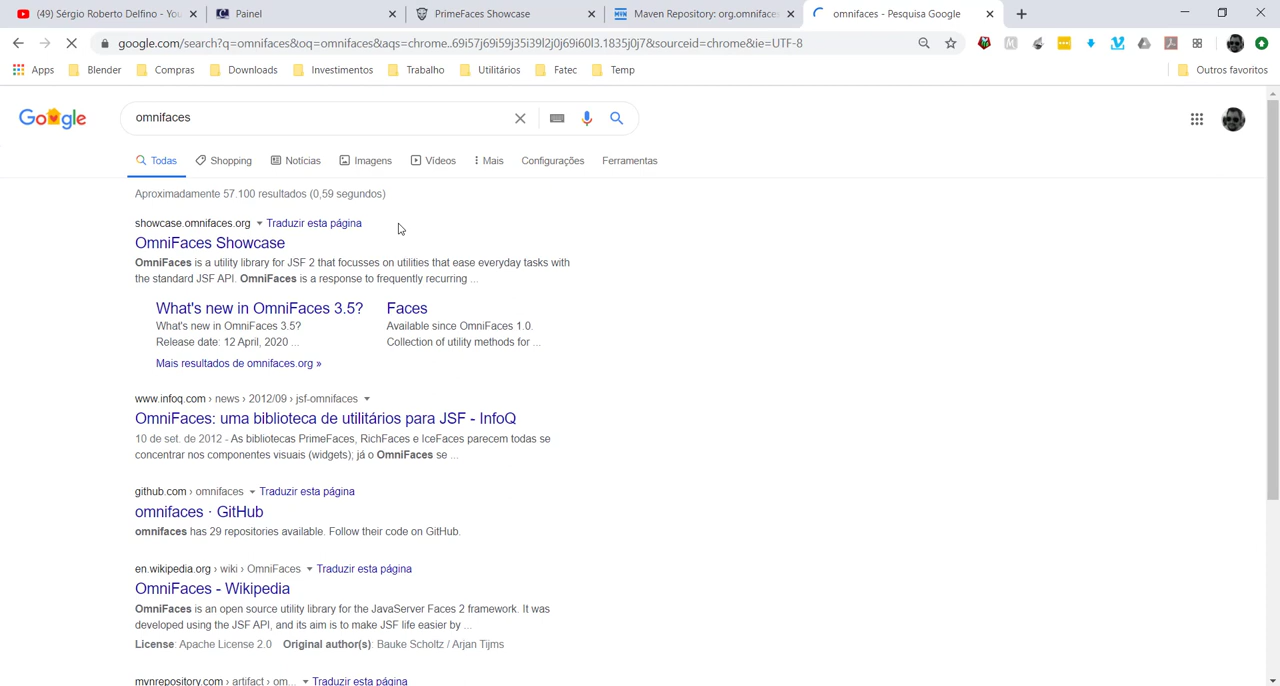 (49) Sérgio Roberto Delfino - You
Painel
PrimeFaces Showcase
Maven Repository: org.omniface
omnifaces - Pesquisa Google
google.com/search?q=omnifaces&oq=omnifaces&aqs=chrome..69i57j69i59j35i39l2j0j69i60l3.1835j0j7&sourceid=chrome&ie=UTF-8
Apps Blender Compras Downloads Investimentos Trabalho Utilitários Fatec Temp Outros favoritos
Google
omnifaces
Todas Shopping Notícias Imagens Vídeos Mais Configurações Ferramentas
Aproximadamente 57.100 resultados (0,59 segundos)
showcase.omnifaces.org Traduzir esta página
OmniFaces Showcase
OmniFaces is a utility library for JSF 2 that focusses on utilities that ease everyday tasks with
the standard JSF API. OmniFaces is a response to frequently recurring ...
What's new in OmniFaces 3.5? Faces
What's new in OmniFaces 3.5? Available since OmniFaces 1.0.
Release date: 12 April, 2020 ... Collection of utility methods for ...
Mais resultados de omnifaces.org »
www.infoq.com › news › 2012/09 › jsf-omnifaces
OmniFaces: uma biblioteca de utilitários para JSF - InfoQ
10 de set. de 2012 - As bibliotecas PrimeFaces, RichFaces e IceFaces parecem todas se
concentrar nos componentes visuais (widgets); já o OmniFaces se ...
github.com › omnifaces Traduzir esta página
omnifaces · GitHub
omnifaces has 29 repositories available. Follow their code on GitHub.
en.wikipedia.org › wiki › OmniFaces Traduzir esta página
OmniFaces - Wikipedia
OmniFaces is an open source utility library for the JavaServer Faces 2 framework. It was
developed using the JSF API, and its aim is to make JSF life easier by ...
License: Apache License 2.0 Original author(s): Bauke Scholtz / Arjan Tijms
mvnrepository.com › artifact › om... Traduzir esta página